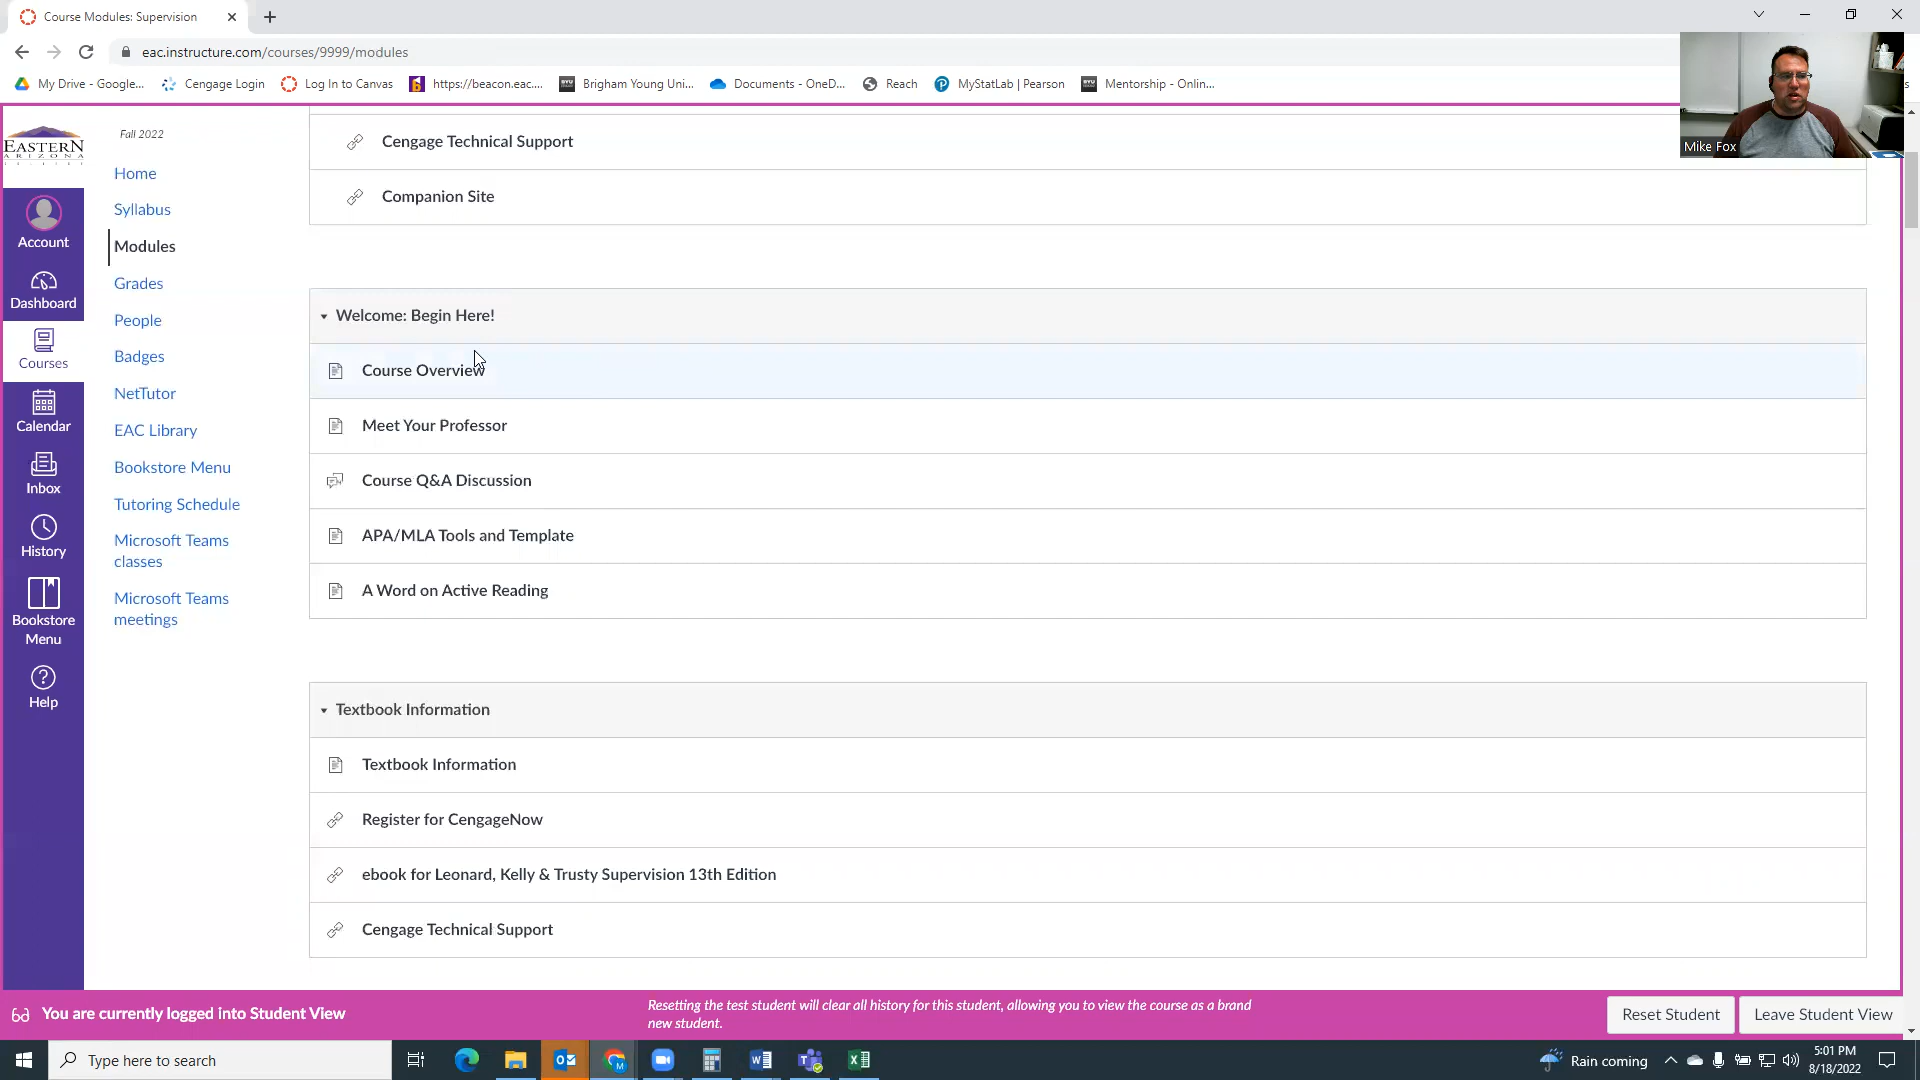 Course Modules: Supervision
eac.instructure.com/courses/9999/modules
My Drive - Google...
Cengage Login
Log In to Canvas
https://beacon.eac....
Brigham Young Uni...
Documents - OneD...
Reach
MyStatLab | Pearson
Mentorship - Onlin...
Mike Fox
EASTERN
ARIZONA
Account
Dashboard
Courses
Calendar
Inbox
History
Bookstore
Menu
Help
Fall 2022
Home
Syllabus
Modules
Grades
People
Badges
NetTutor
EAC Library
Bookstore Menu
Tutoring Schedule
Microsoft Teams
classes
Microsoft Teams
meetings
Cengage Technical Support
Companion Site
Welcome: Begin Here!
Course Overview
Meet Your Professor
Course Q&A Discussion
APA/MLA Tools and Template
A Word on Active Reading
Textbook Information
Textbook Information
Register for CengageNow
ebook for Leonard, Kelly & Trusty Supervision 13th Edition
Cengage Technical Support
You are currently logged into Student View
Resetting the test student will clear all history for this student, allowing you to view the course as a brand
new student.
Reset Student
Leave Student View
Type here to search
Rain coming
5:01 PM
8/18/2022